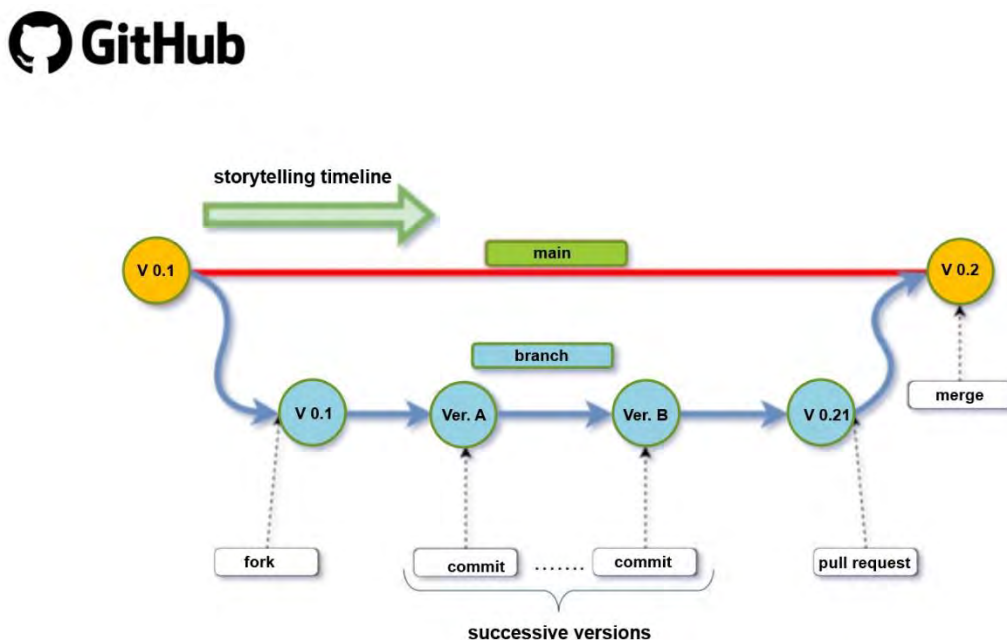 GitHub
storytelling timeline
main
V 0.1
V 0.2
branch
merge
V 0.1
Ver. A
Ver. B
V 0.21
fork
commit
.......
commit
pull request
successive versions